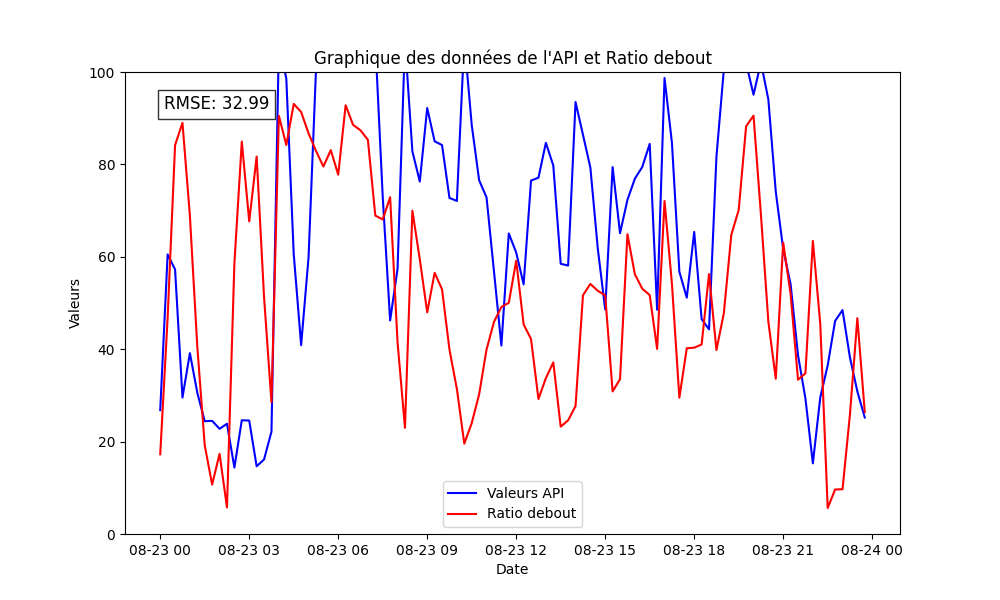 Graphique des données de l'API et Ratio debout
100
80
60
40
20
0
Valeurs
RMSE: 32.99
Valeurs API
Ratio debout
08-23 00
08-23 03
08-23 06
08-23 09
08-23 12
08-23 15
08-23 18
08-23 21
08-24 00
Date